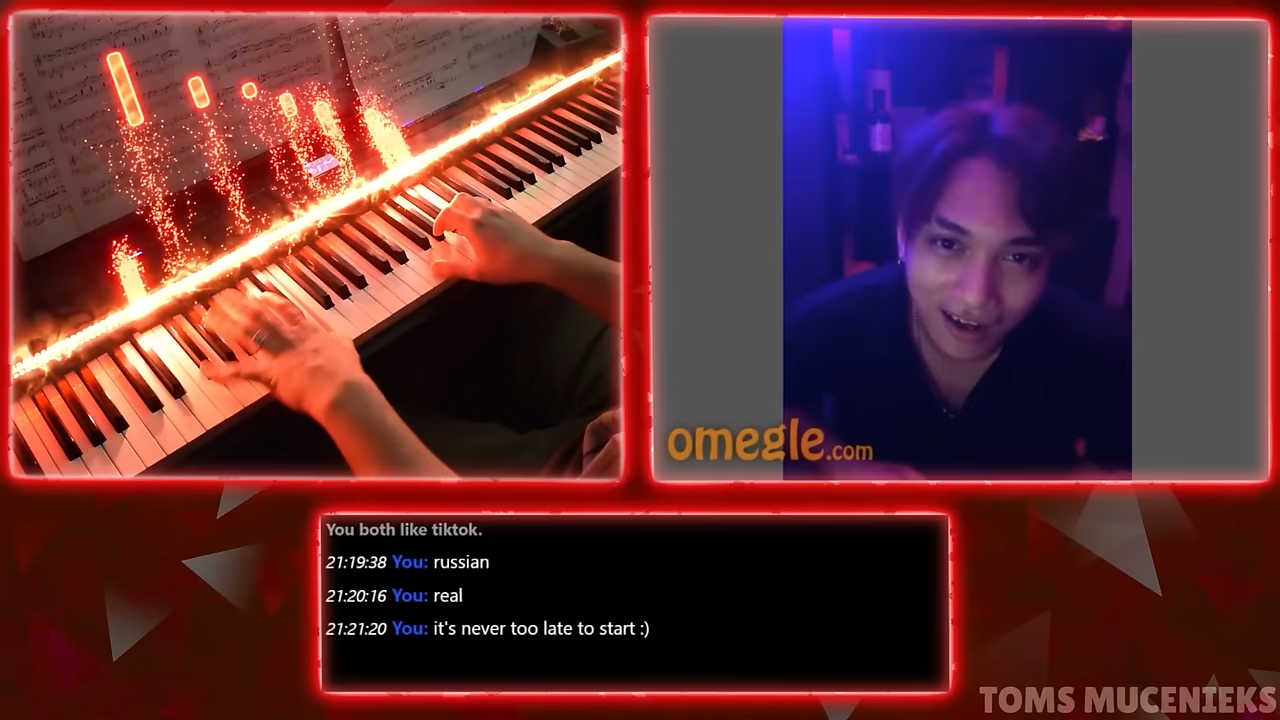 omegle.com
You both like tiktok.
21:19:38 You: russian
21:20:16 You: real
21:21:20 You: it's never too late to start :)
TOMS MUCENIEKS